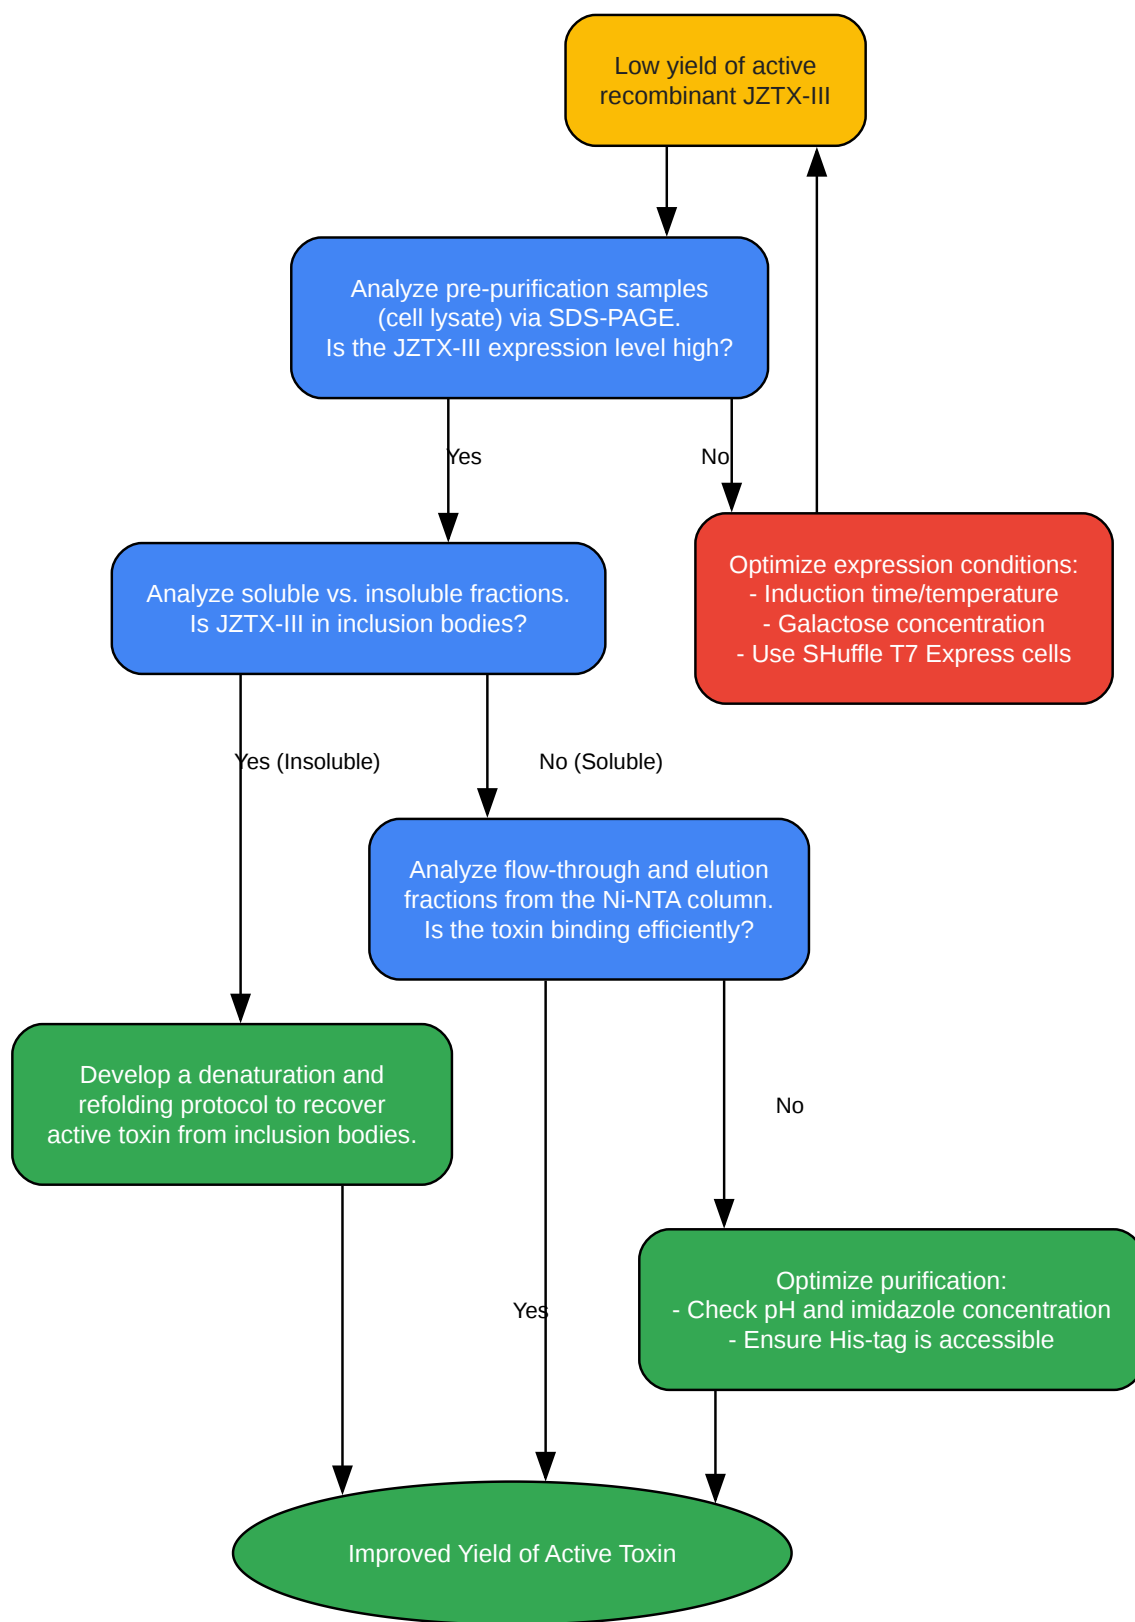 Low yield of active
recombinant JZTX-III
Analyze pre-purification samples
(cell lysate) via SDS-PAGE.
Is the JZTX-III expression level high?
Yes
No
Analyze soluble vs. insoluble fractions.
Is JZTX-III in inclusion bodies?
Optimize expression conditions:
- Induction time/temperature
- Galactose concentration
- Use SHuffle T7 Express cells
Yes (Insoluble)
No (Soluble)
Analyze flow-through and elution
fractions from the Ni-NTA column.
Is the toxin binding efficiently?
Develop a denaturation and
refolding protocol to recover
active toxin from inclusion bodies.
No
Yes
Optimize purification:
- Check pH and imidazole concentration
- Ensure His-tag is accessible
Improved Yield of Active Toxin